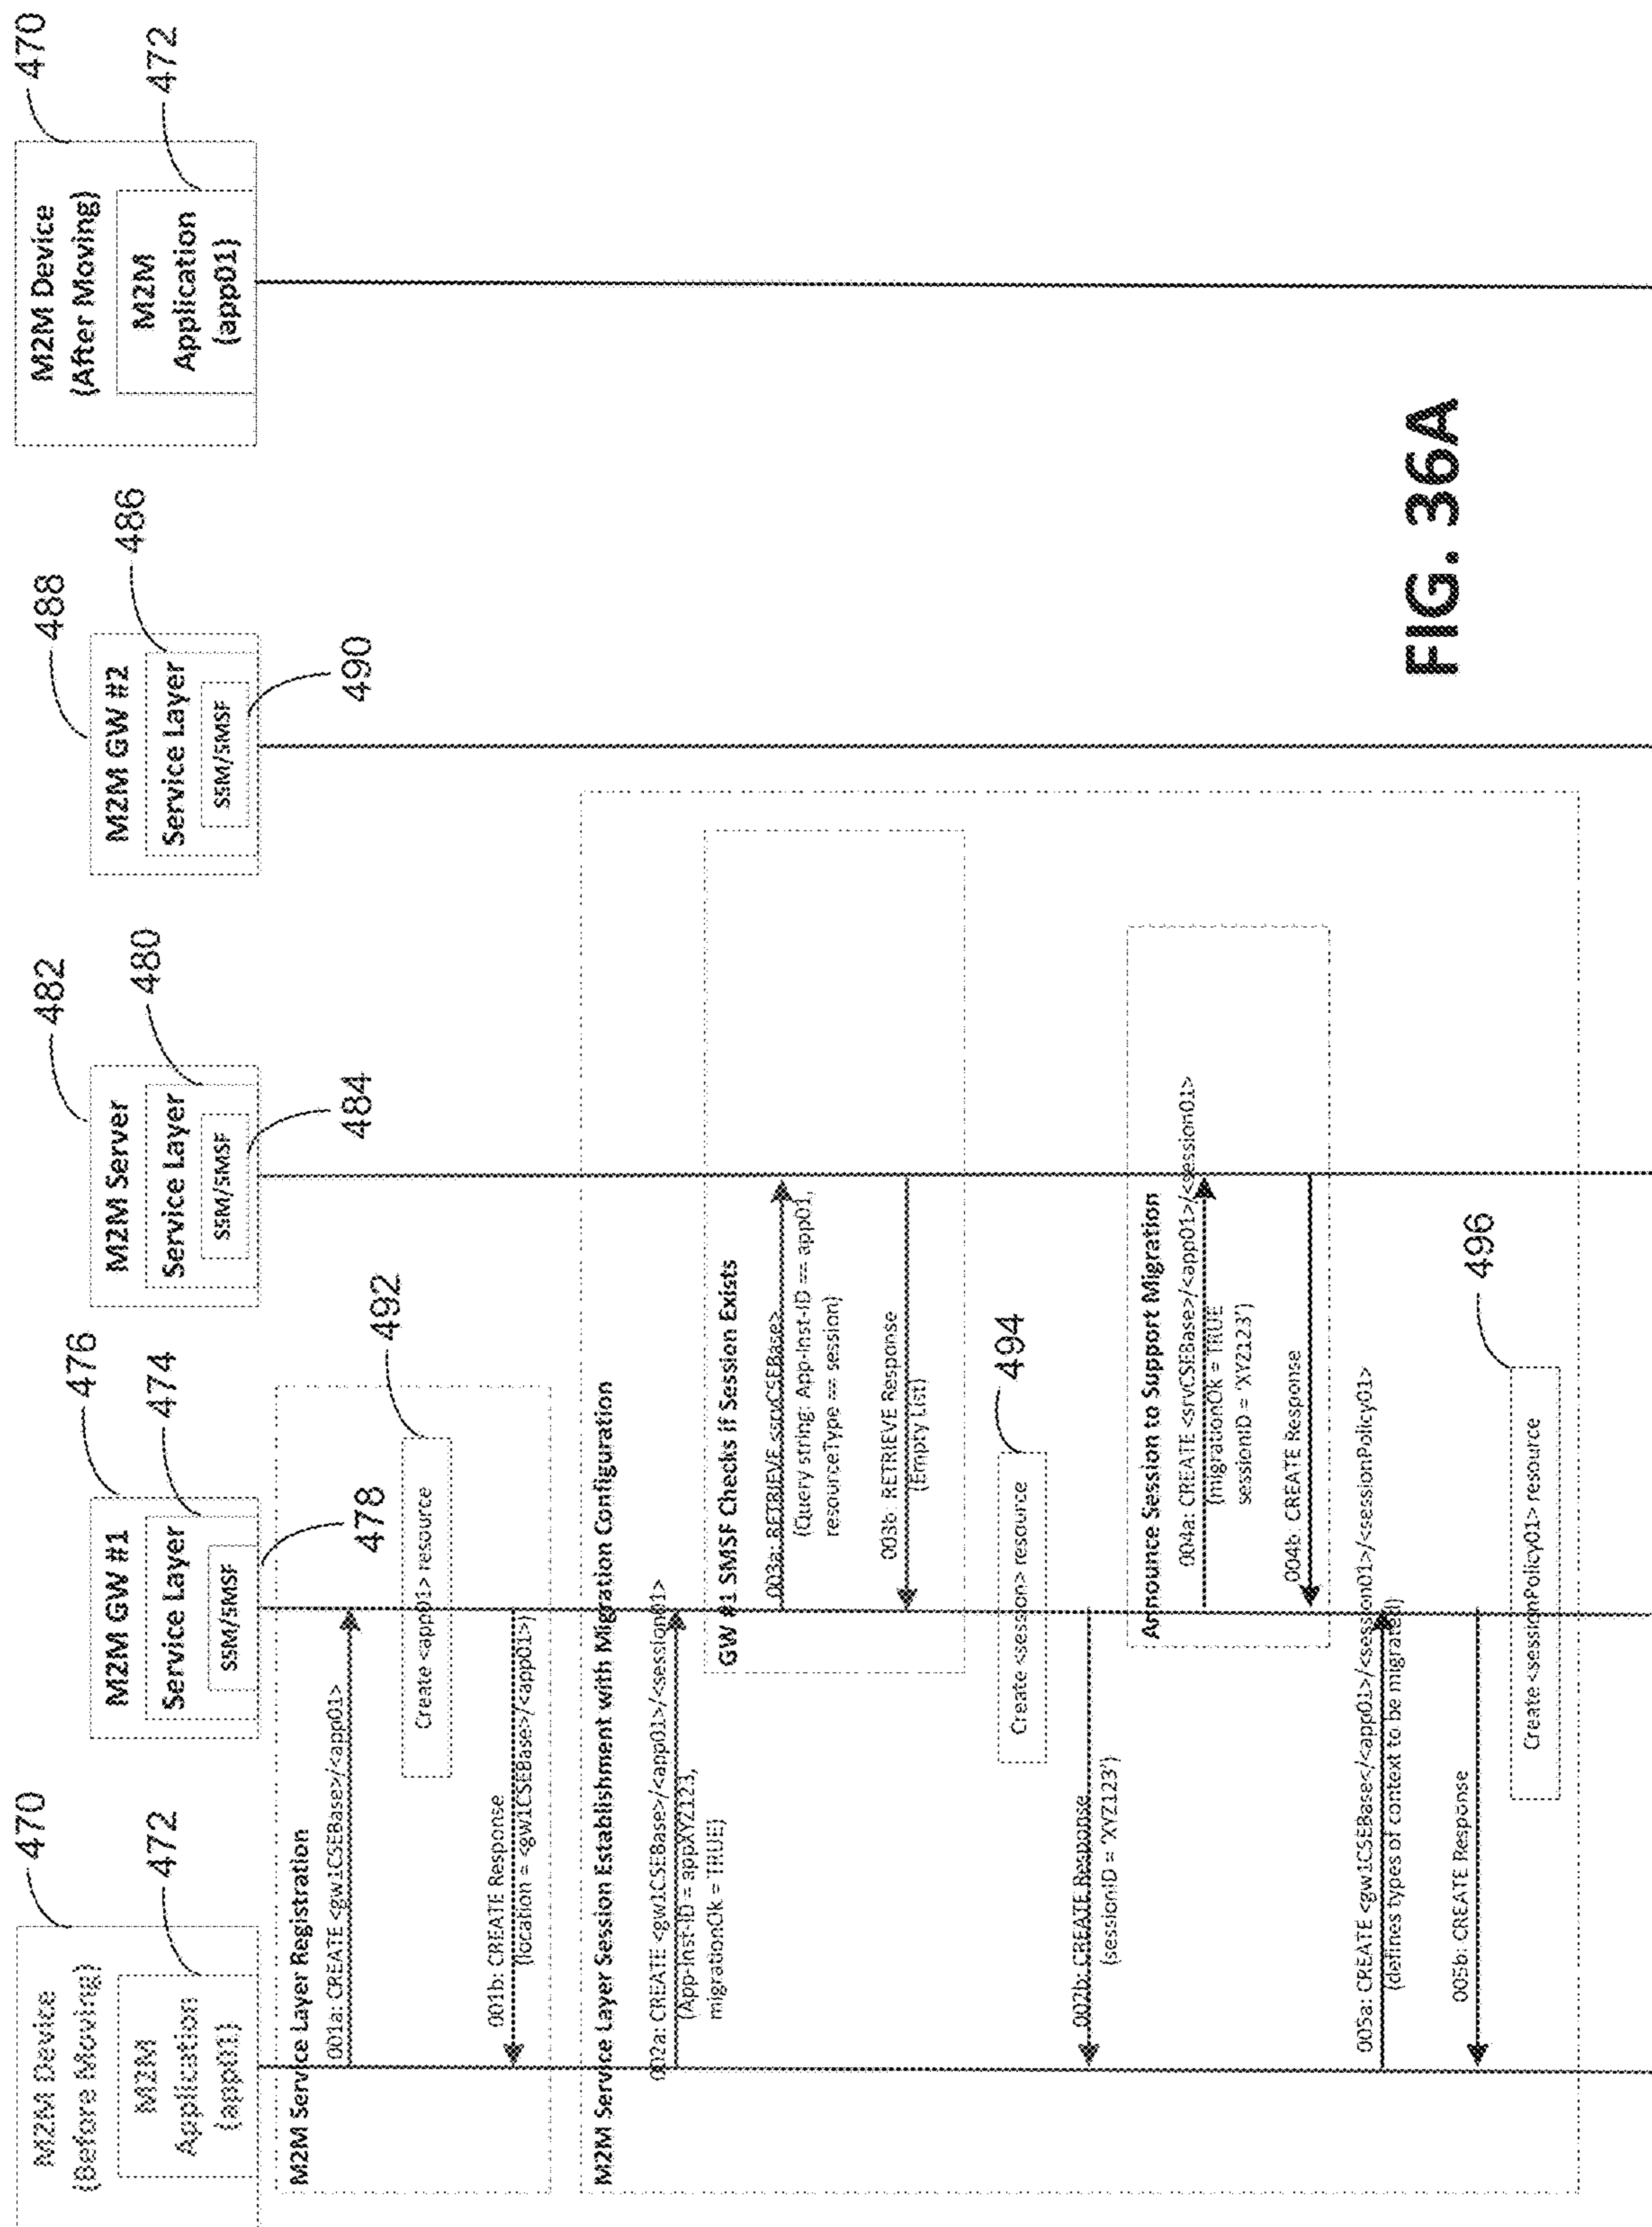 470
M2M Device
(Before Moving)
472
M2M
Application
(app01)
476
M2M GW #1
474
Service Layer
SSM/SMSF
478
482
M2M Server
480
Service Layer
SSM/SMSF
484
488
M2M GW #2
486
Service Layer
SSM/SMSF
490
470
M2M Device
(After Moving)
472
M2M
Application
(app01)
M2M Service Layer Registration
001a: CREATE <gw1CSEBase>/<app01>
492
Create <app01> resource
001b: CREATE Response
(location = <gw1CSEBase>/<app01>)
M2M Service Layer Session Establishment with Migration Configuration
002a: CREATE <gw1CSEBase>/<app01>/<session01>
(App-Inst-ID = appXYZ123,
migrationOk = TRUE)
GW #1 SMSF Checks if Session Exists
003a: RETRIEVE <srvCSEBase>
(Query string: App-Inst-ID == app01,
resourceType == session)
003b: RETRIEVE Response
(Empty List)
494
Create <session> resource
002b: CREATE Response
(sessionID = 'XYZ123')
Announce Session to Support Migration
004a: CREATE <srvCSEBase>/<app01>/<session01>
(migrationOk = TRUE
sessionID = 'XYZ123')
004b: CREATE Response
005a: CREATE <gw1CSEBase</<app01>/<session01>/<sessionPolicy01>
(defines types of context to be migrated)
005b: CREATE Response
496
Create <sessionPolicy01> resource
FIG. 36A